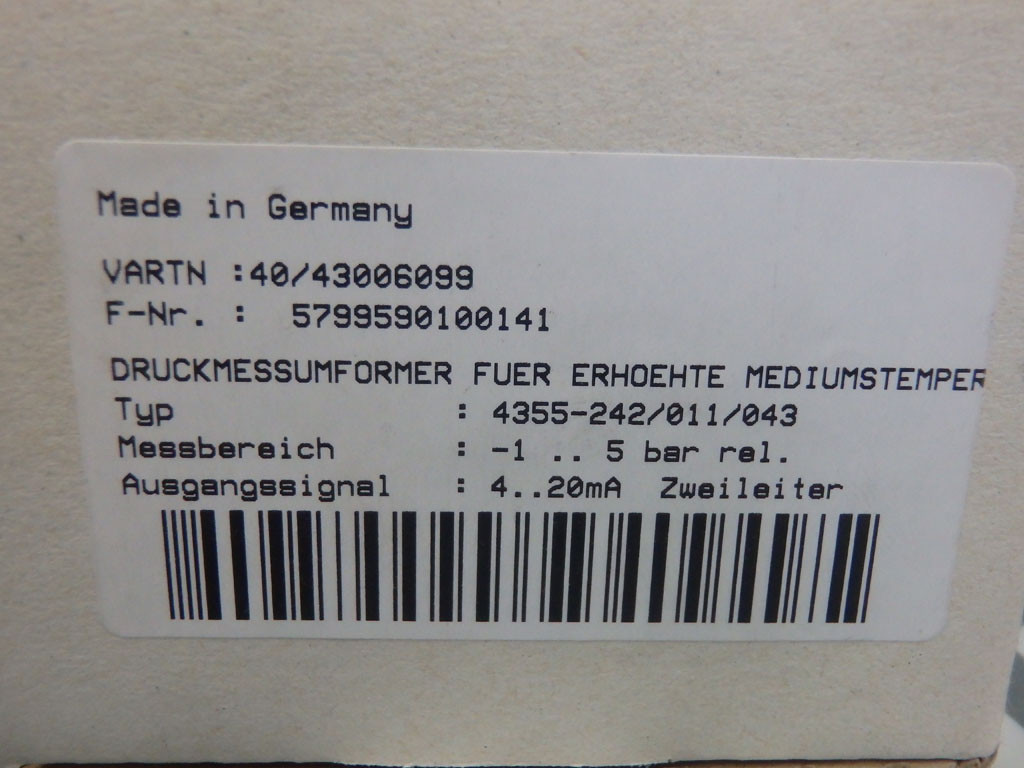 Made in Germany
VARTN :40/43006099
F-Nr. : 5799590100141
DRUCKMESSUMFORMER FUER ERHOEHTE MEDIUMSTEMPER
Typ : 4355-242/011/043
Messbereich : -1 .. 5 bar rel.
Ausgangssignal : 4..20mA Zweileiter